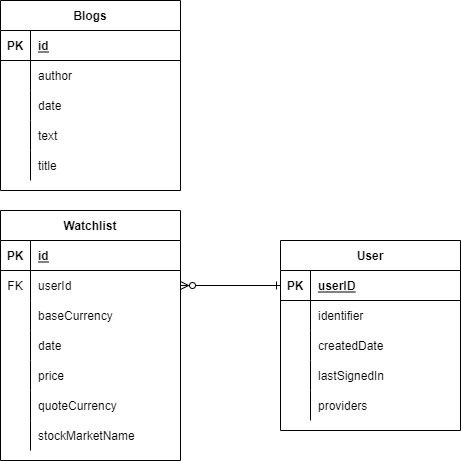 Blogs
PK id
author
date
text
title
Watchlist
PK id
FK userId
baseCurrency
date
price
quoteCurrency
stockMarketName
User
PK userID
identifier
createdDate
lastSignedIn
providers